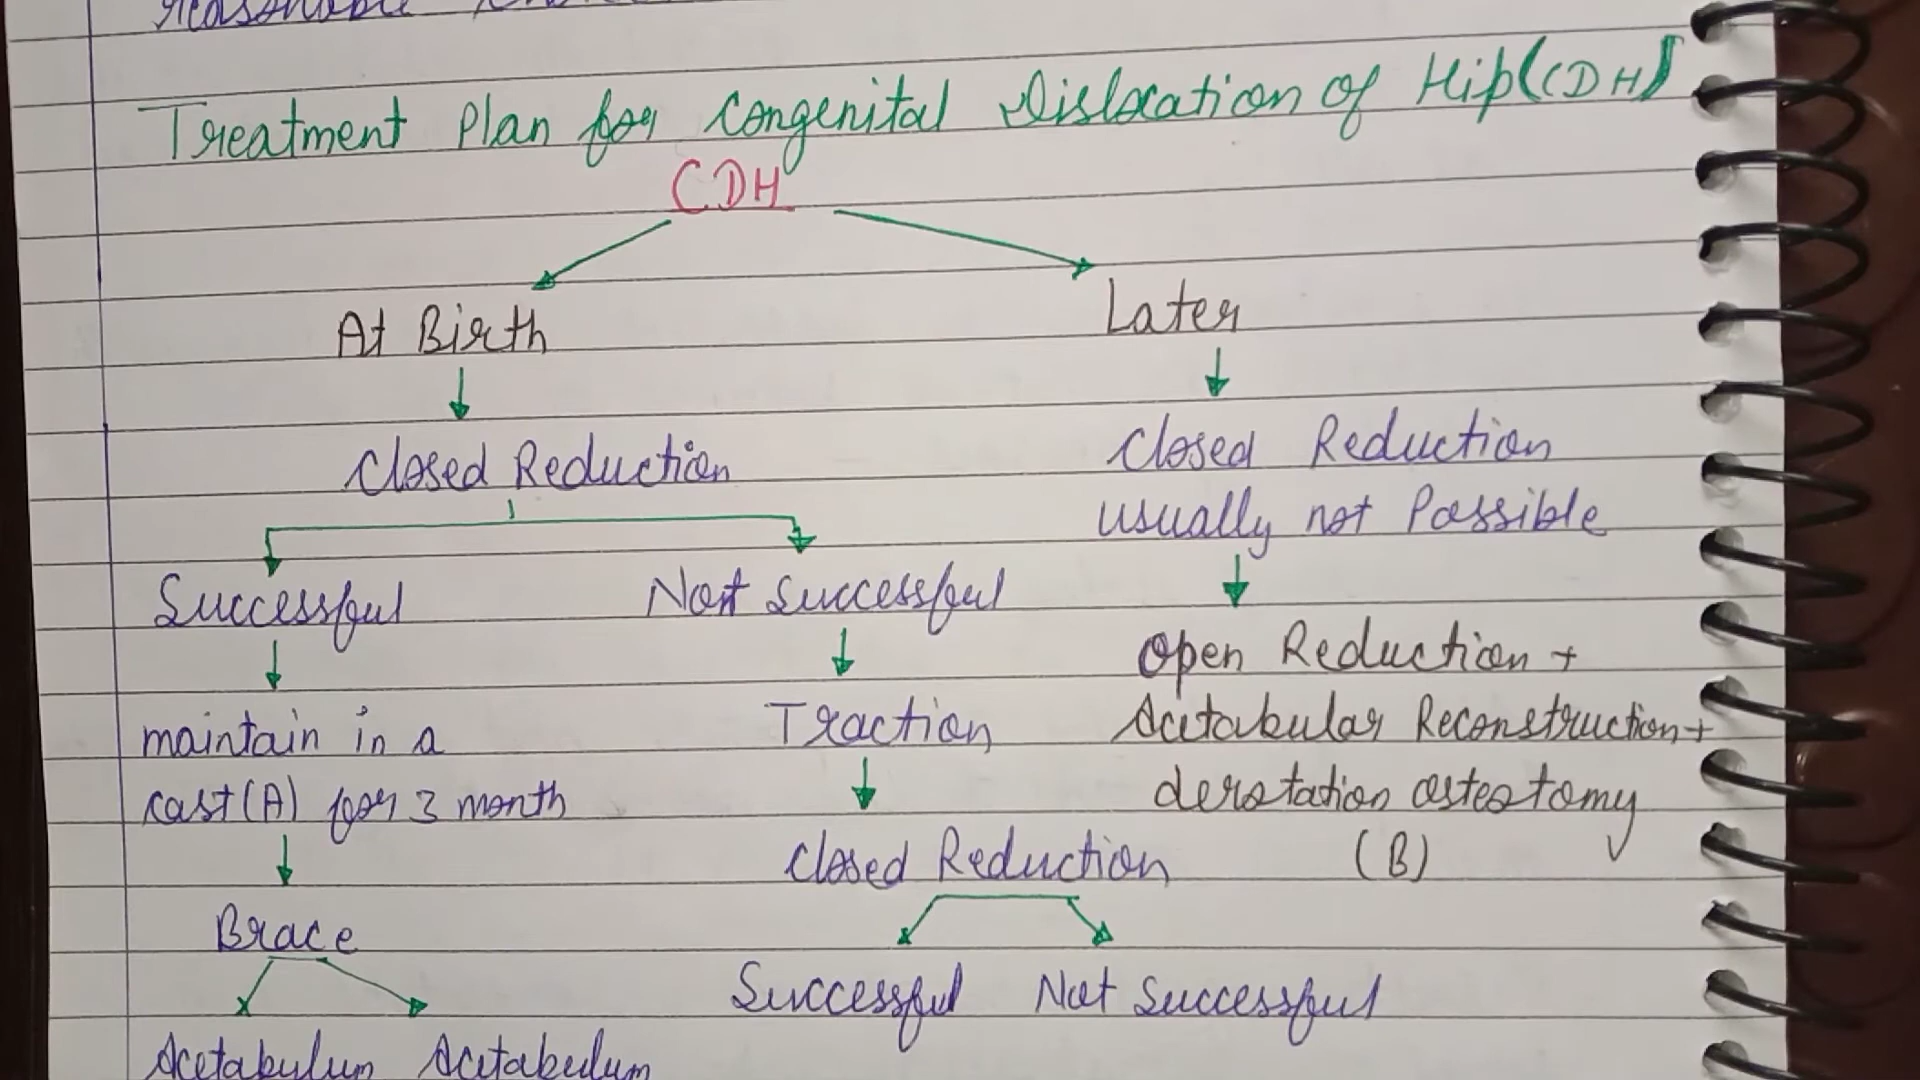 Treatment Plan for Congenital Dislocation of Hip (CDH)
CDH
At Birth
Later
Closed Reduction
Closed Reduction
usually not Possible
Successful
Not Successful
Open Reduction +
Acetabular Reconstruction +
derotation osteotomy
(B)
maintain in a
cast (A) for 3 month
Traction
Closed Reduction
Brace
Successful
Not Successful
Acetabulum
Acetabulum